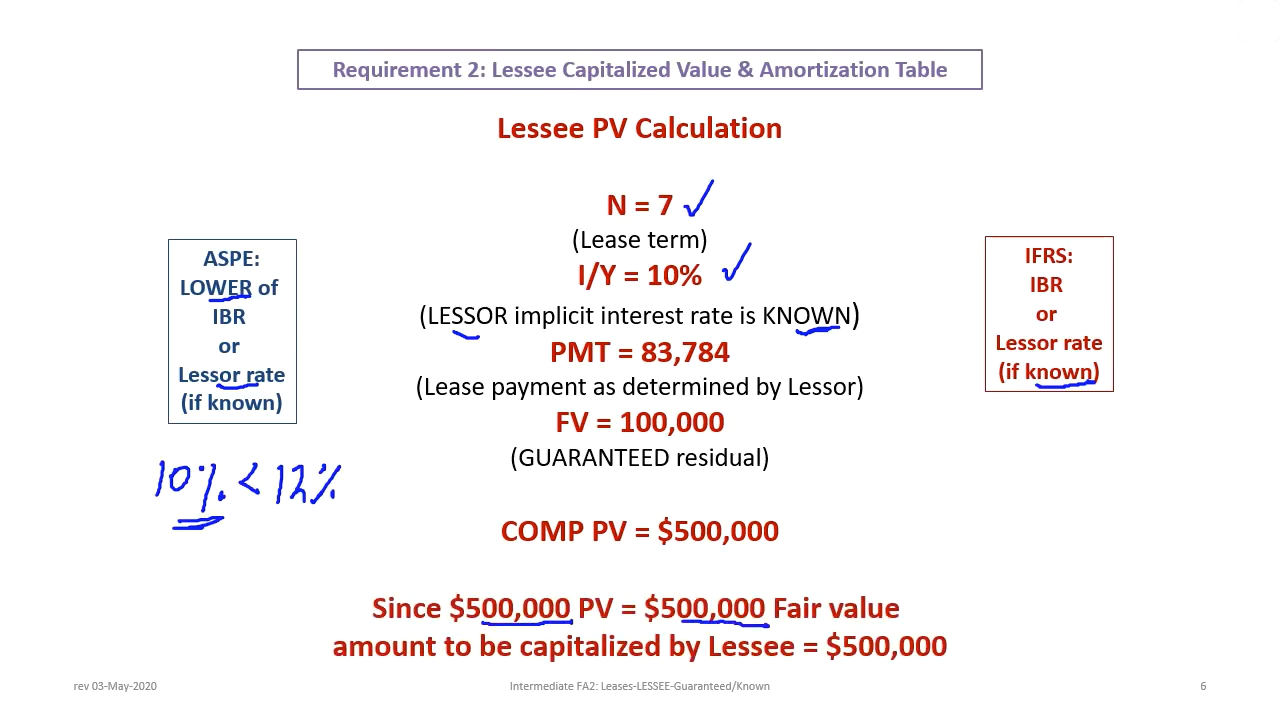 Requirement 2: Lessee Capitalized Value & Amortization Table
Lessee PV Calculation
N = 7
(Lease term)
I/Y = 10%
(LESSOR implicit interest rate is KNOWN)
PMT = 83,784
(Lease payment as determined by Lessor)
FV = 100,000
(GUARANTEED residual)
COMP PV = $500,000
Since $500,000 PV = $500,000 Fair value
amount to be capitalized by Lessee = $500,000
ASPE:
LOWER of
IBR
or
Lessor rate
(if known)
10% < 12%
IFRS:
IBR
or
Lessor rate
(if known)
rev 03-May-2020
Intermediate FA2: Leases-LESSEE-Guaranteed/Known
6